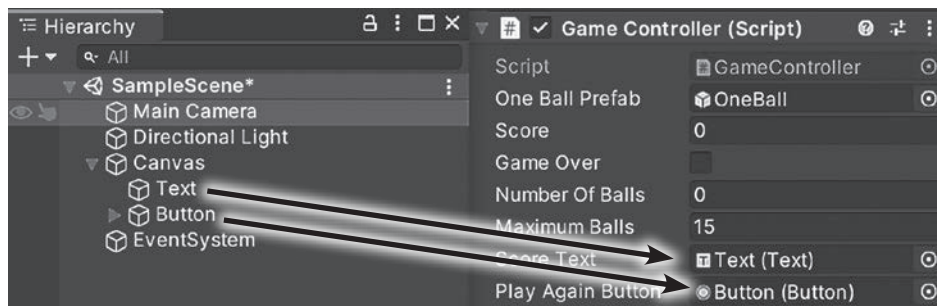 Hierarchy
All
SampleScene*
Main Camera
Directional Light
Canvas
Text
Button
EventSystem
Game Controller (Script)
Script GameController
One Ball Prefab OneBall
Score 0
Game Over
Number Of Balls 0
Maximum Balls 15
Score Text Text (Text)
Play Again Button Button (Button)